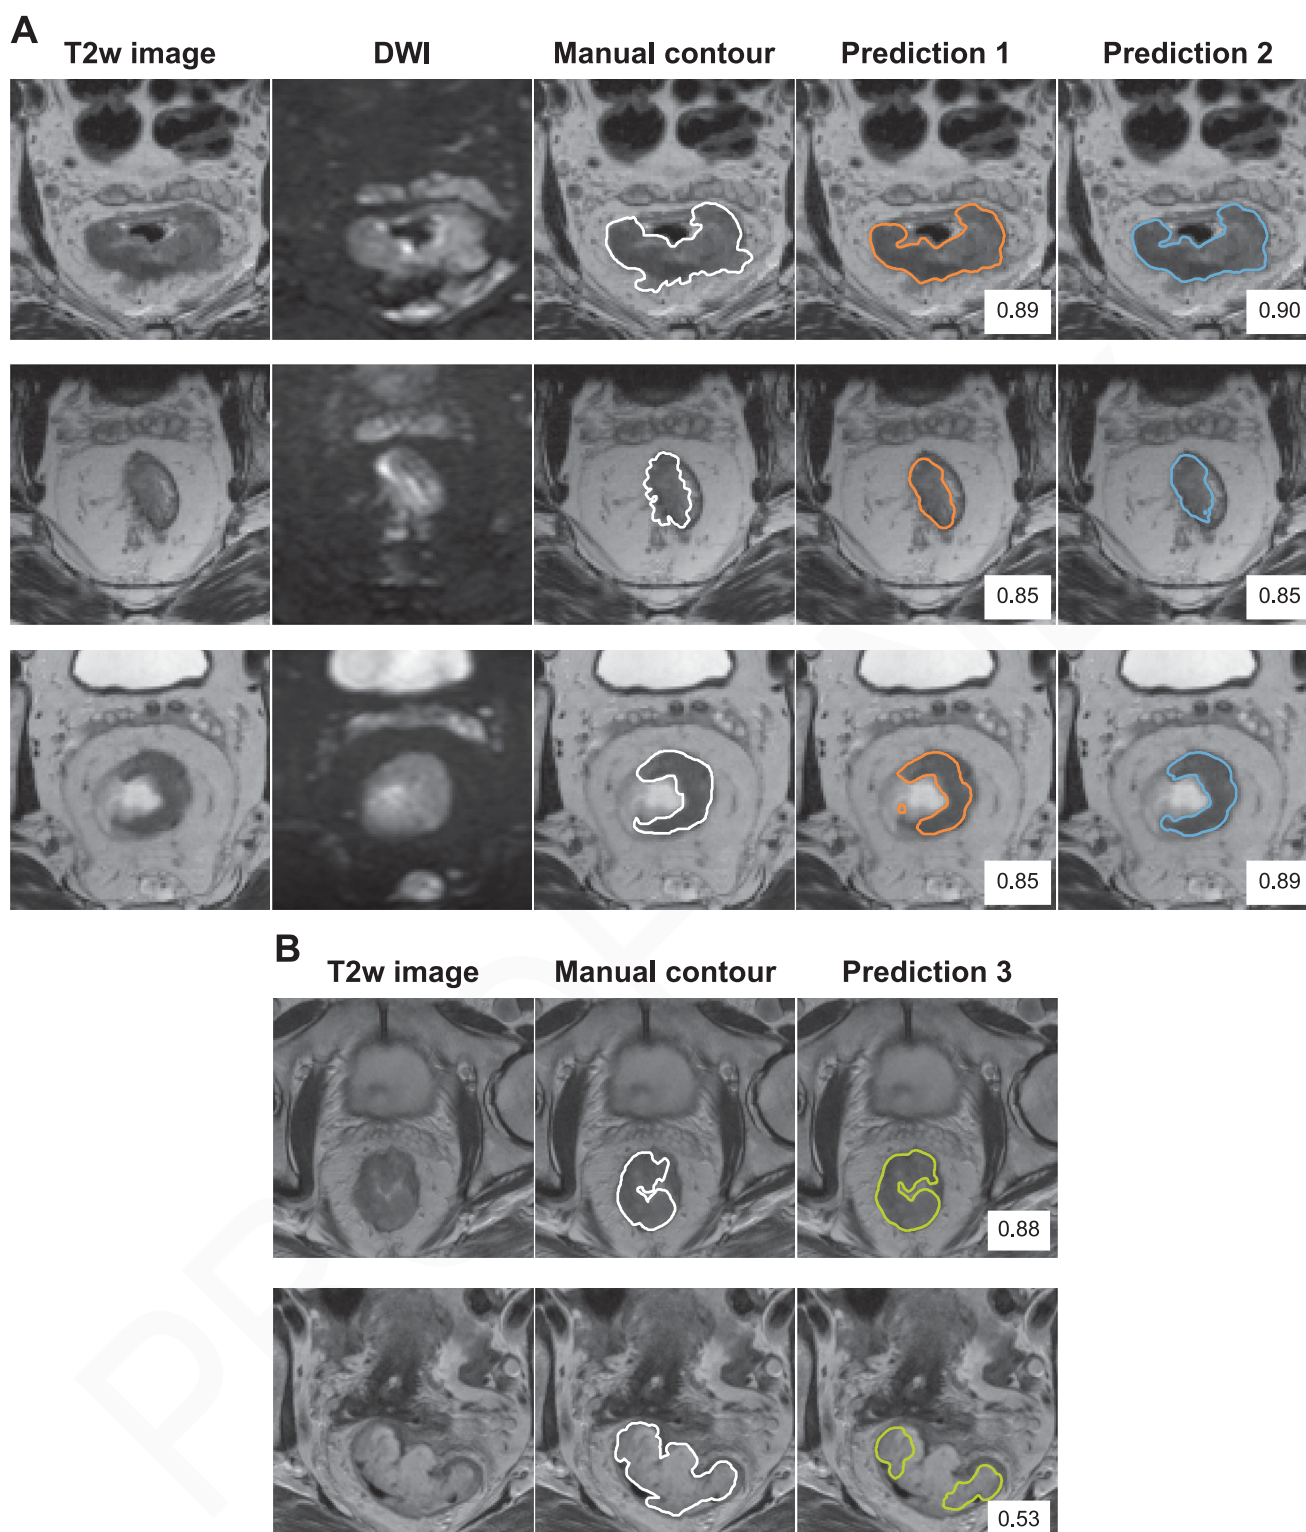 A
T2w image DWI Manual contour Prediction 1 Prediction 2
0.89 0.90
0.85 0.85
0.85 0.89
B
T2w image Manual contour Prediction 3
0.88
0.53